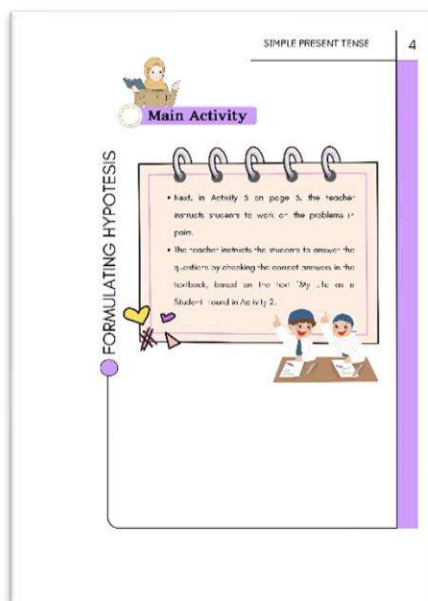 SIMPLE PRESENT TENSE
4
Main Activity
FORMULATING HYPOTESIS
• Next, in Activity 5 on page 5, the teacher
instructs students to work on the problems in
pairs.
• The teacher instructs the students to answer the
questions by checking the correct answers in the
textbook, based on the text "My Life as a
Student" found in Activity 2.